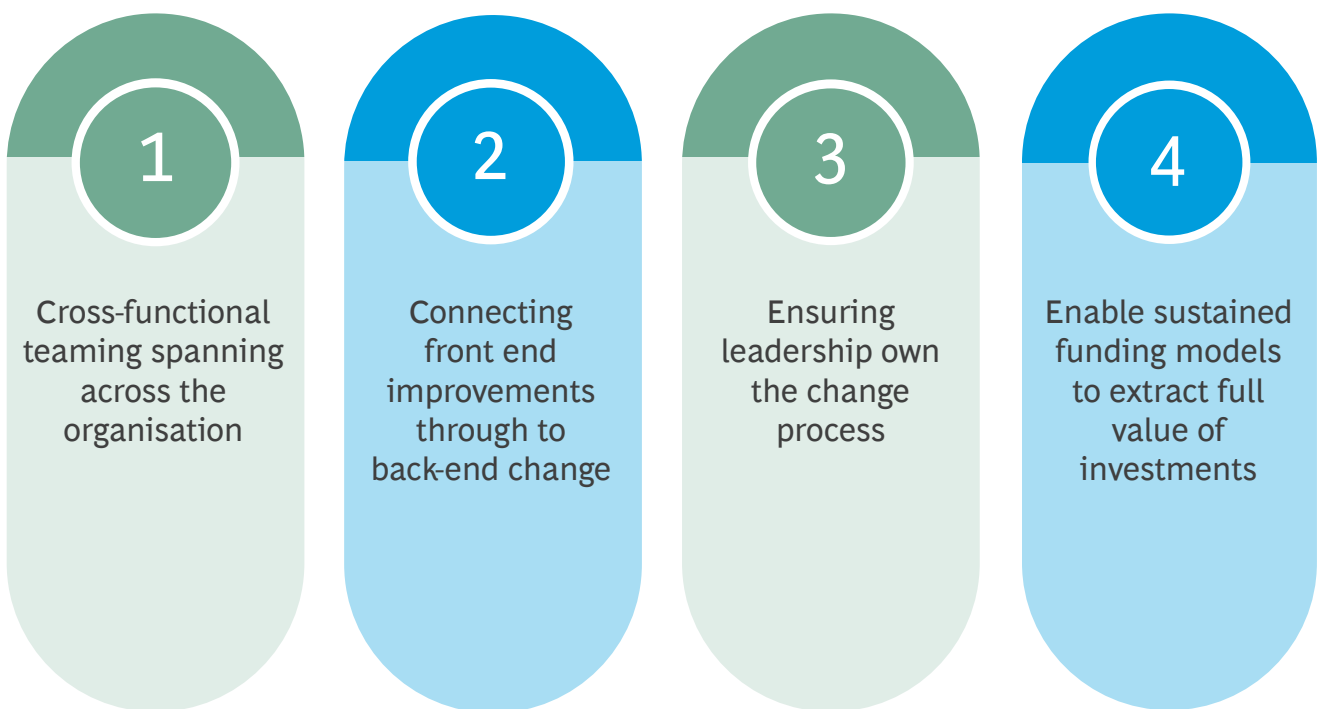 1
Cross-functional
teaming spanning
across the
organisation
2
Connecting
front end
improvements
through to
back-end change
3
Ensuring
leadership own
the change
process
4
Enable sustained
funding models
to extract full
value of
investments